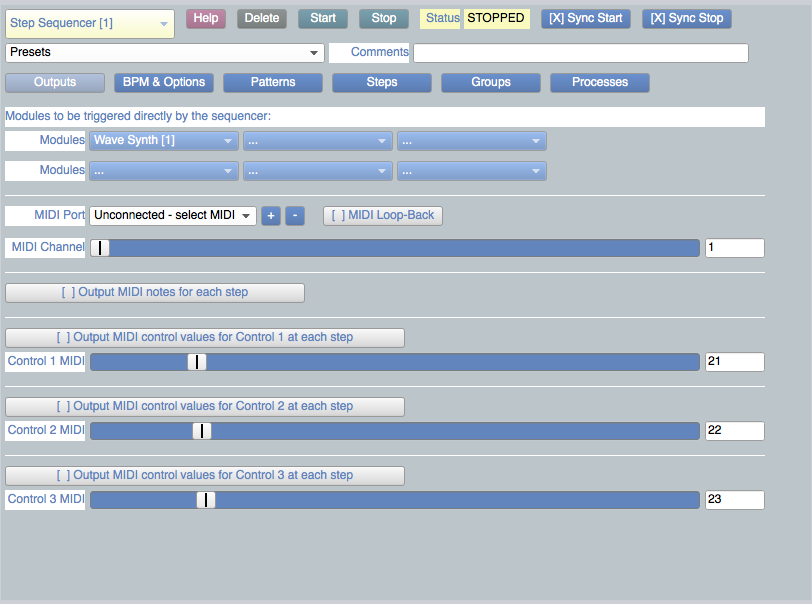 Step Sequencer [1] Help Delete Start Stop Status STOPPED [X] Sync Start [X] Sync Stop
Presets Comments
Outputs BPM & Options Patterns Steps Groups Processes
Modules to be triggered directly by the sequencer:
Modules Wave Synth [1] ... ...
Modules ... ... ...
MIDI Port Unconnected - select MIDI + - [ ] MIDI Loop-Back
MIDI Channel 1
[ ] Output MIDI notes for each step
[ ] Output MIDI control values for Control 1 at each step
Control 1 MIDI 21
[ ] Output MIDI control values for Control 2 at each step
Control 2 MIDI 22
[ ] Output MIDI control values for Control 3 at each step
Control 3 MIDI 23